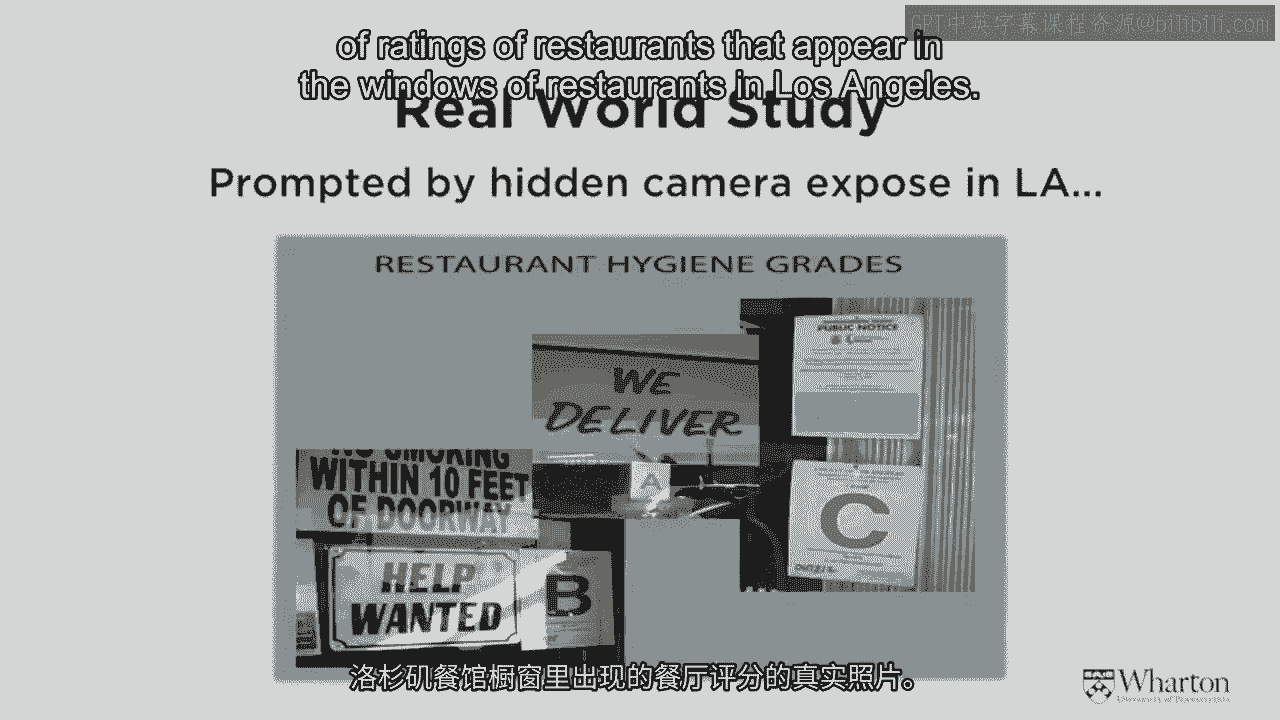 GPT中英字幕课程资源@bilibili.com
of ratings of restaurants that appear in
the windows of restaurants in Los Angeles.
Real World Study
Prompted by hidden camera expose in LA...
RESTAURANT HYGIENE GRADES
PUBLIC NOTICE
WE
DELIVER
A
C
NO SMOKING
WITHIN 10 FEET
OF DOORWAY
HELP
WANTED
B
洛杉矶餐馆橱窗里出现的餐厅评分的真实照片。
Wharton
University of Pennsylvania